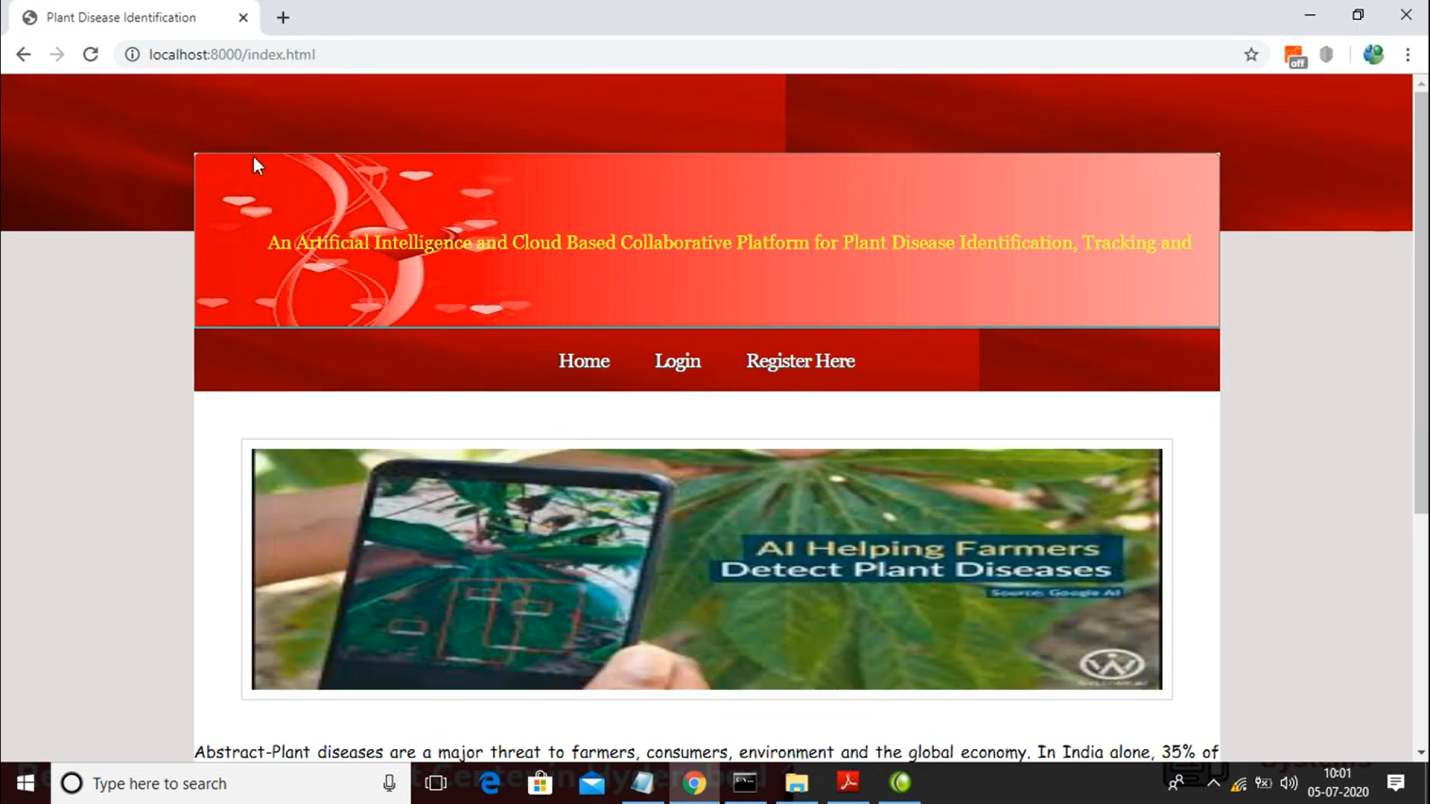 Plant Disease Identification
localhost:8000/index.html
off
An Artificial Intelligence and Cloud Based Collaborative Platform for Plant Disease Identification, Tracking and
Home Login Register Here
AI Helping Farmers
Detect Plant Diseases
Source: Google AI
Abstract-Plant diseases are a major threat to farmers, consumers, environment and the global economy. In India alone, 35% of
Type here to search
10:01
05-07-2020